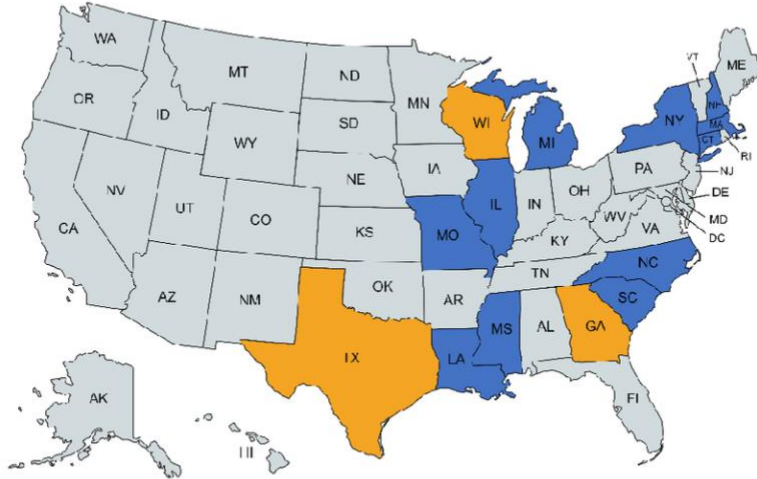 WA
MT
ND
MN
VT
ME
OR
ID
SD
WI
MI
NY
NH
MA
CT
RI
WY
IA
PA
NJ
NE
IL
IN
OH
DE
NV
UT
CO
MO
WV
VA
MD
DC
CA
KS
KY
NC
TN
AZ
NM
OK
AR
SC
MS
AL
GA
TX
LA
AK
FL
HI